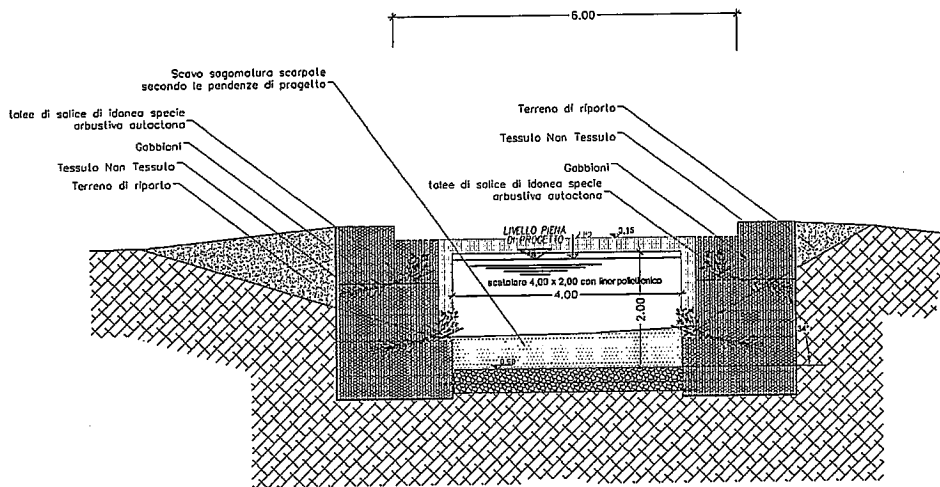 6.00
Scavo sagomatura scarpate
secondo le pendenze di progetto
talee di salice di idonea specie
arbustiva autoctona
Gabbioni
Tessuto Non Tessuto
Terreno di riporto
Terreno di riporto
Tessuto Non Tessuto
Gabbioni
talee di salice di idonea specie
arbustiva autoctona
LIVELLO PIENA
DI PROGETTO
3.15
scatolare 4,00 x 2,00 con liner polietilenico
4.00
2.00
0.50